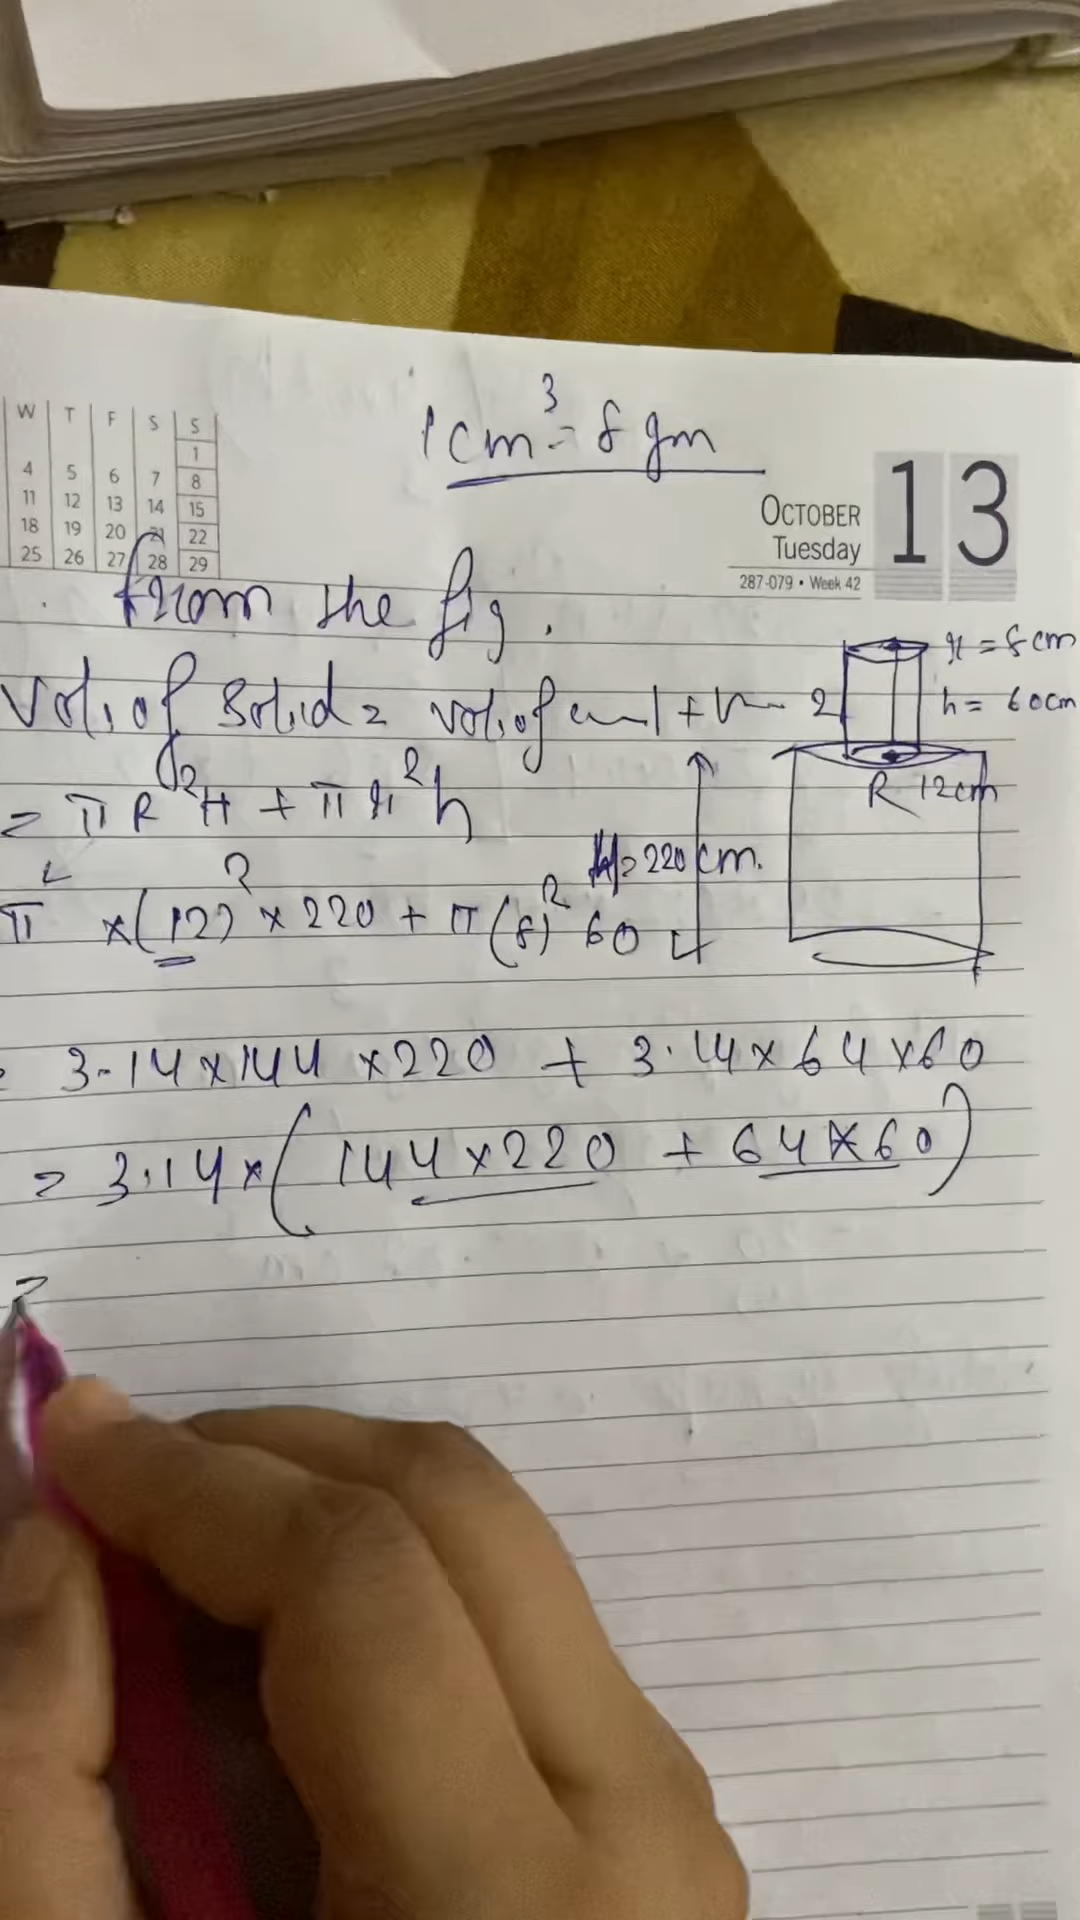 1cm³ = 8 gm
W T F S S
1
4 5 6 7 8
11 12 13 14 15
18 19 20 21 22
25 26 27 28 29
OCTOBER 13
Tuesday
287-079 • Week 42
from the fig.
r = 8 cm
h = 60cm
Vol. of Solid = vol. of 1 + 2
= π R² H + π r² h
R 12cm
H = 220 cm.
π × (12)² × 220 + π (8)² 60
= 3.14 × 144 × 220 + 3.14 × 64 × 60
= 3.14 × ( 144 × 220 + 64 × 60 )
=